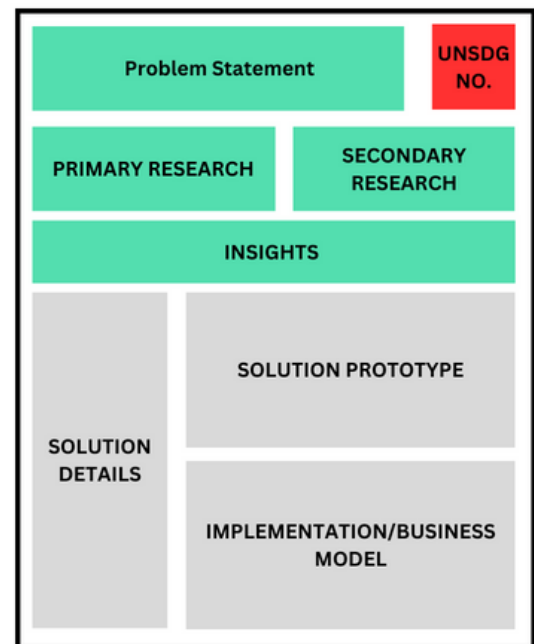 Problem Statement
UNSDG
NO.
PRIMARY RESEARCH
SECONDARY
RESEARCH
INSIGHTS
SOLUTION
DETAILS
SOLUTION PROTOTYPE
IMPLEMENTATION/BUSINESS
MODEL